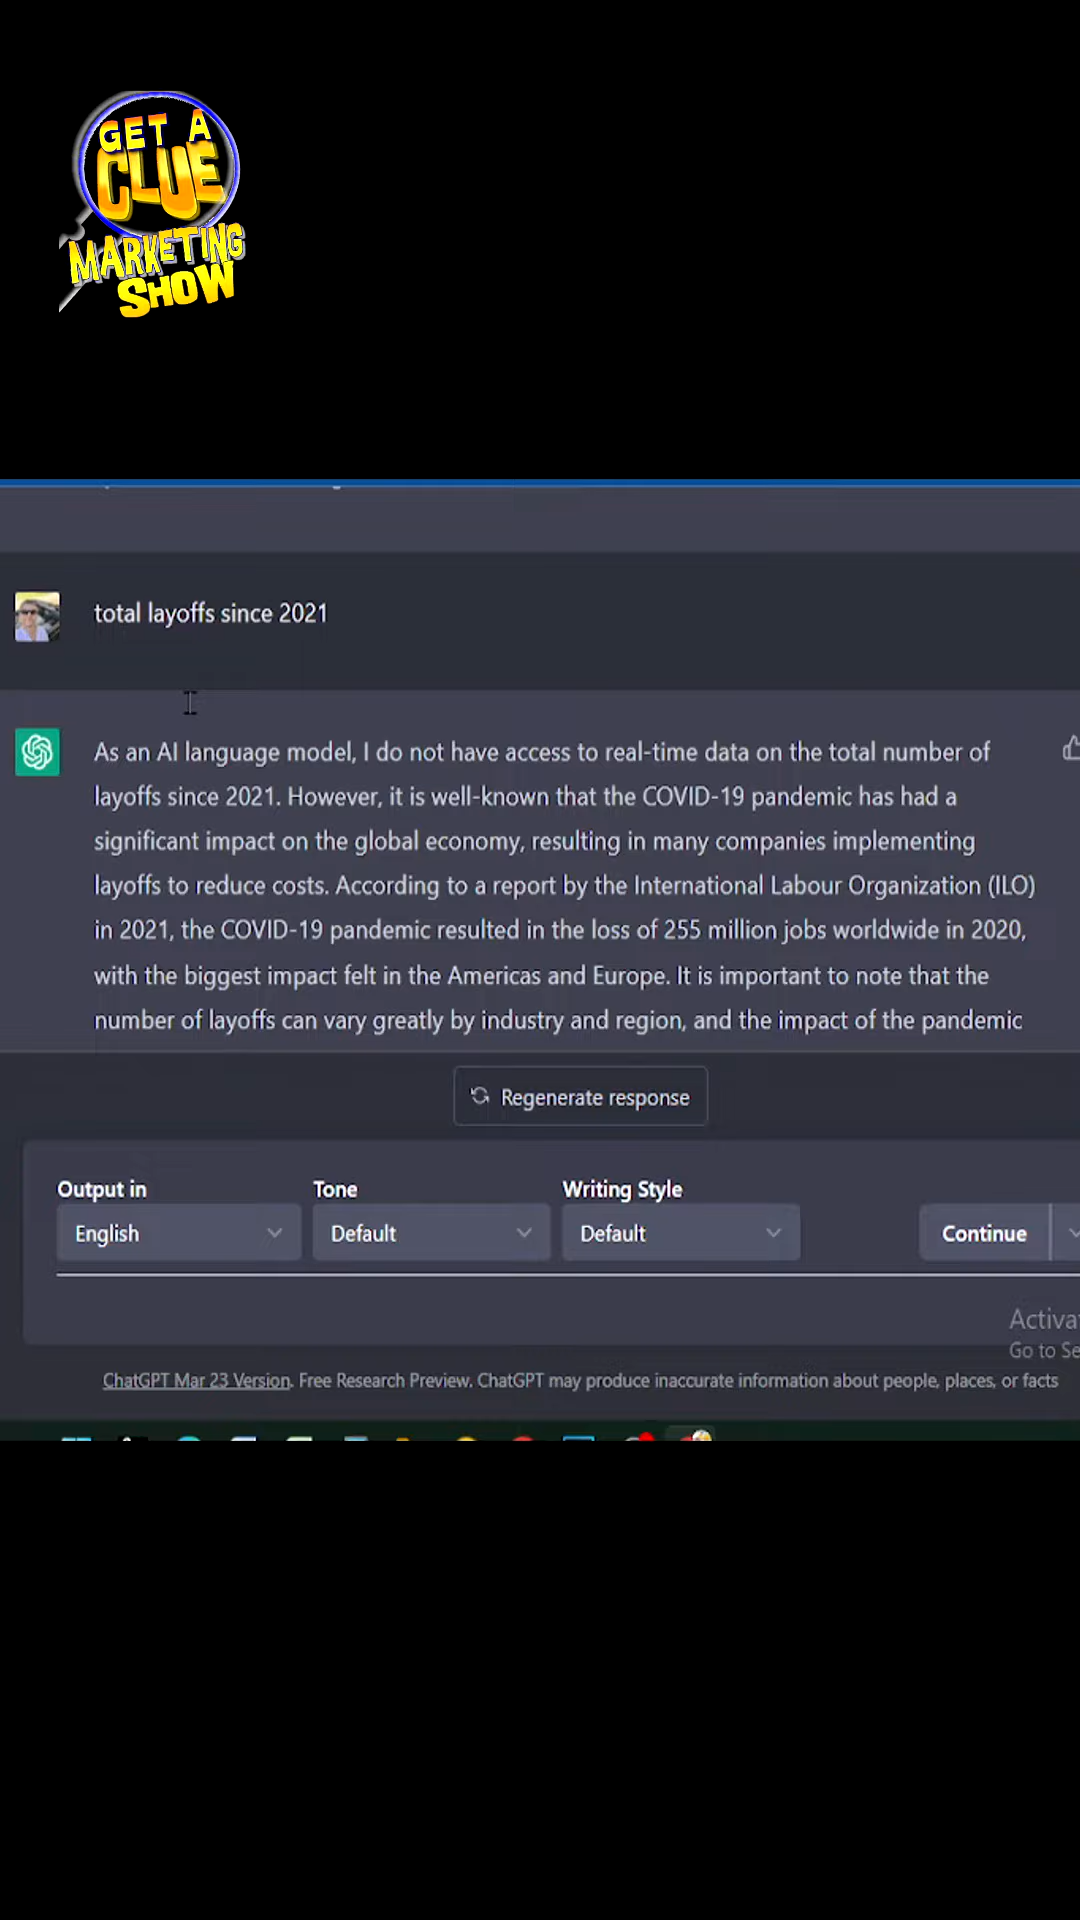 GET A
CLUE
MARKETING
SHOW
total layoffs since 2021
As an AI language model, I do not have access to real-time data on the total number of
layoffs since 2021. However, it is well-known that the COVID-19 pandemic has had a
significant impact on the global economy, resulting in many companies implementing
layoffs to reduce costs. According to a report by the International Labour Organization (ILO)
in 2021, the COVID-19 pandemic resulted in the loss of 255 million jobs worldwide in 2020,
with the biggest impact felt in the Americas and Europe. It is important to note that the
number of layoffs can vary greatly by industry and region, and the impact of the pandemic
Regenerate response
Output in Tone Writing Style
English Default Default Continue
Activa
Go to Se
ChatGPT Mar 23 Version. Free Research Preview. ChatGPT may produce inaccurate information about people, places, or facts